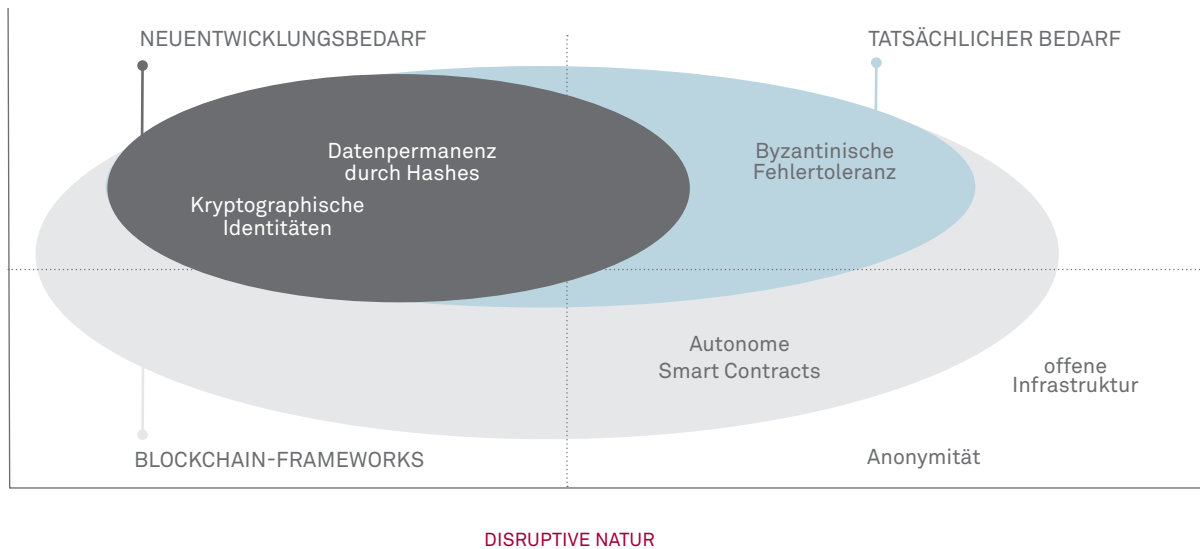 NEUENTWICKLUNGSBEDARF
TATSÄCHLICHER BEDARF
Datenpermanenz
durch Hashes
Byzantinische
Fehlertoleranz
Kryptographische
Identitäten
Autonome
Smart Contracts
offene
Infrastruktur
BLOCKCHAIN-FRAMEWORKS
Anonymität
DISRUPTIVE NATUR